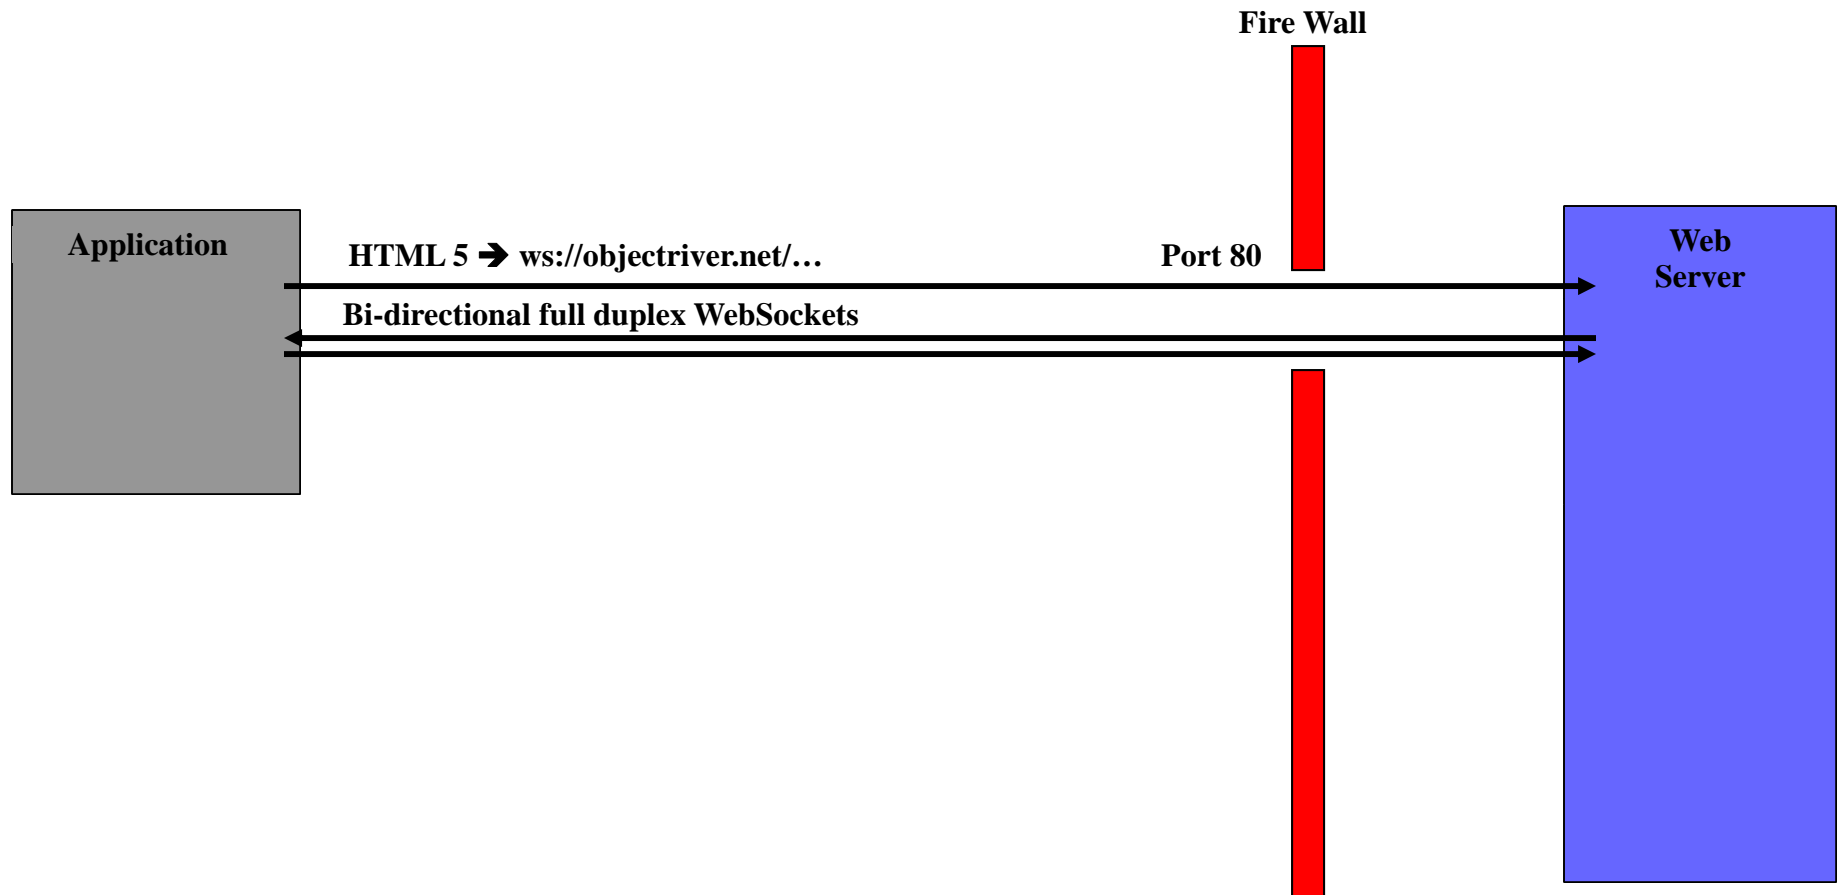 Fire Wall
Application
HTML 5 ➔ ws://objectriver.net/…
Port 80
Web
Server
Bi-directional full duplex WebSockets